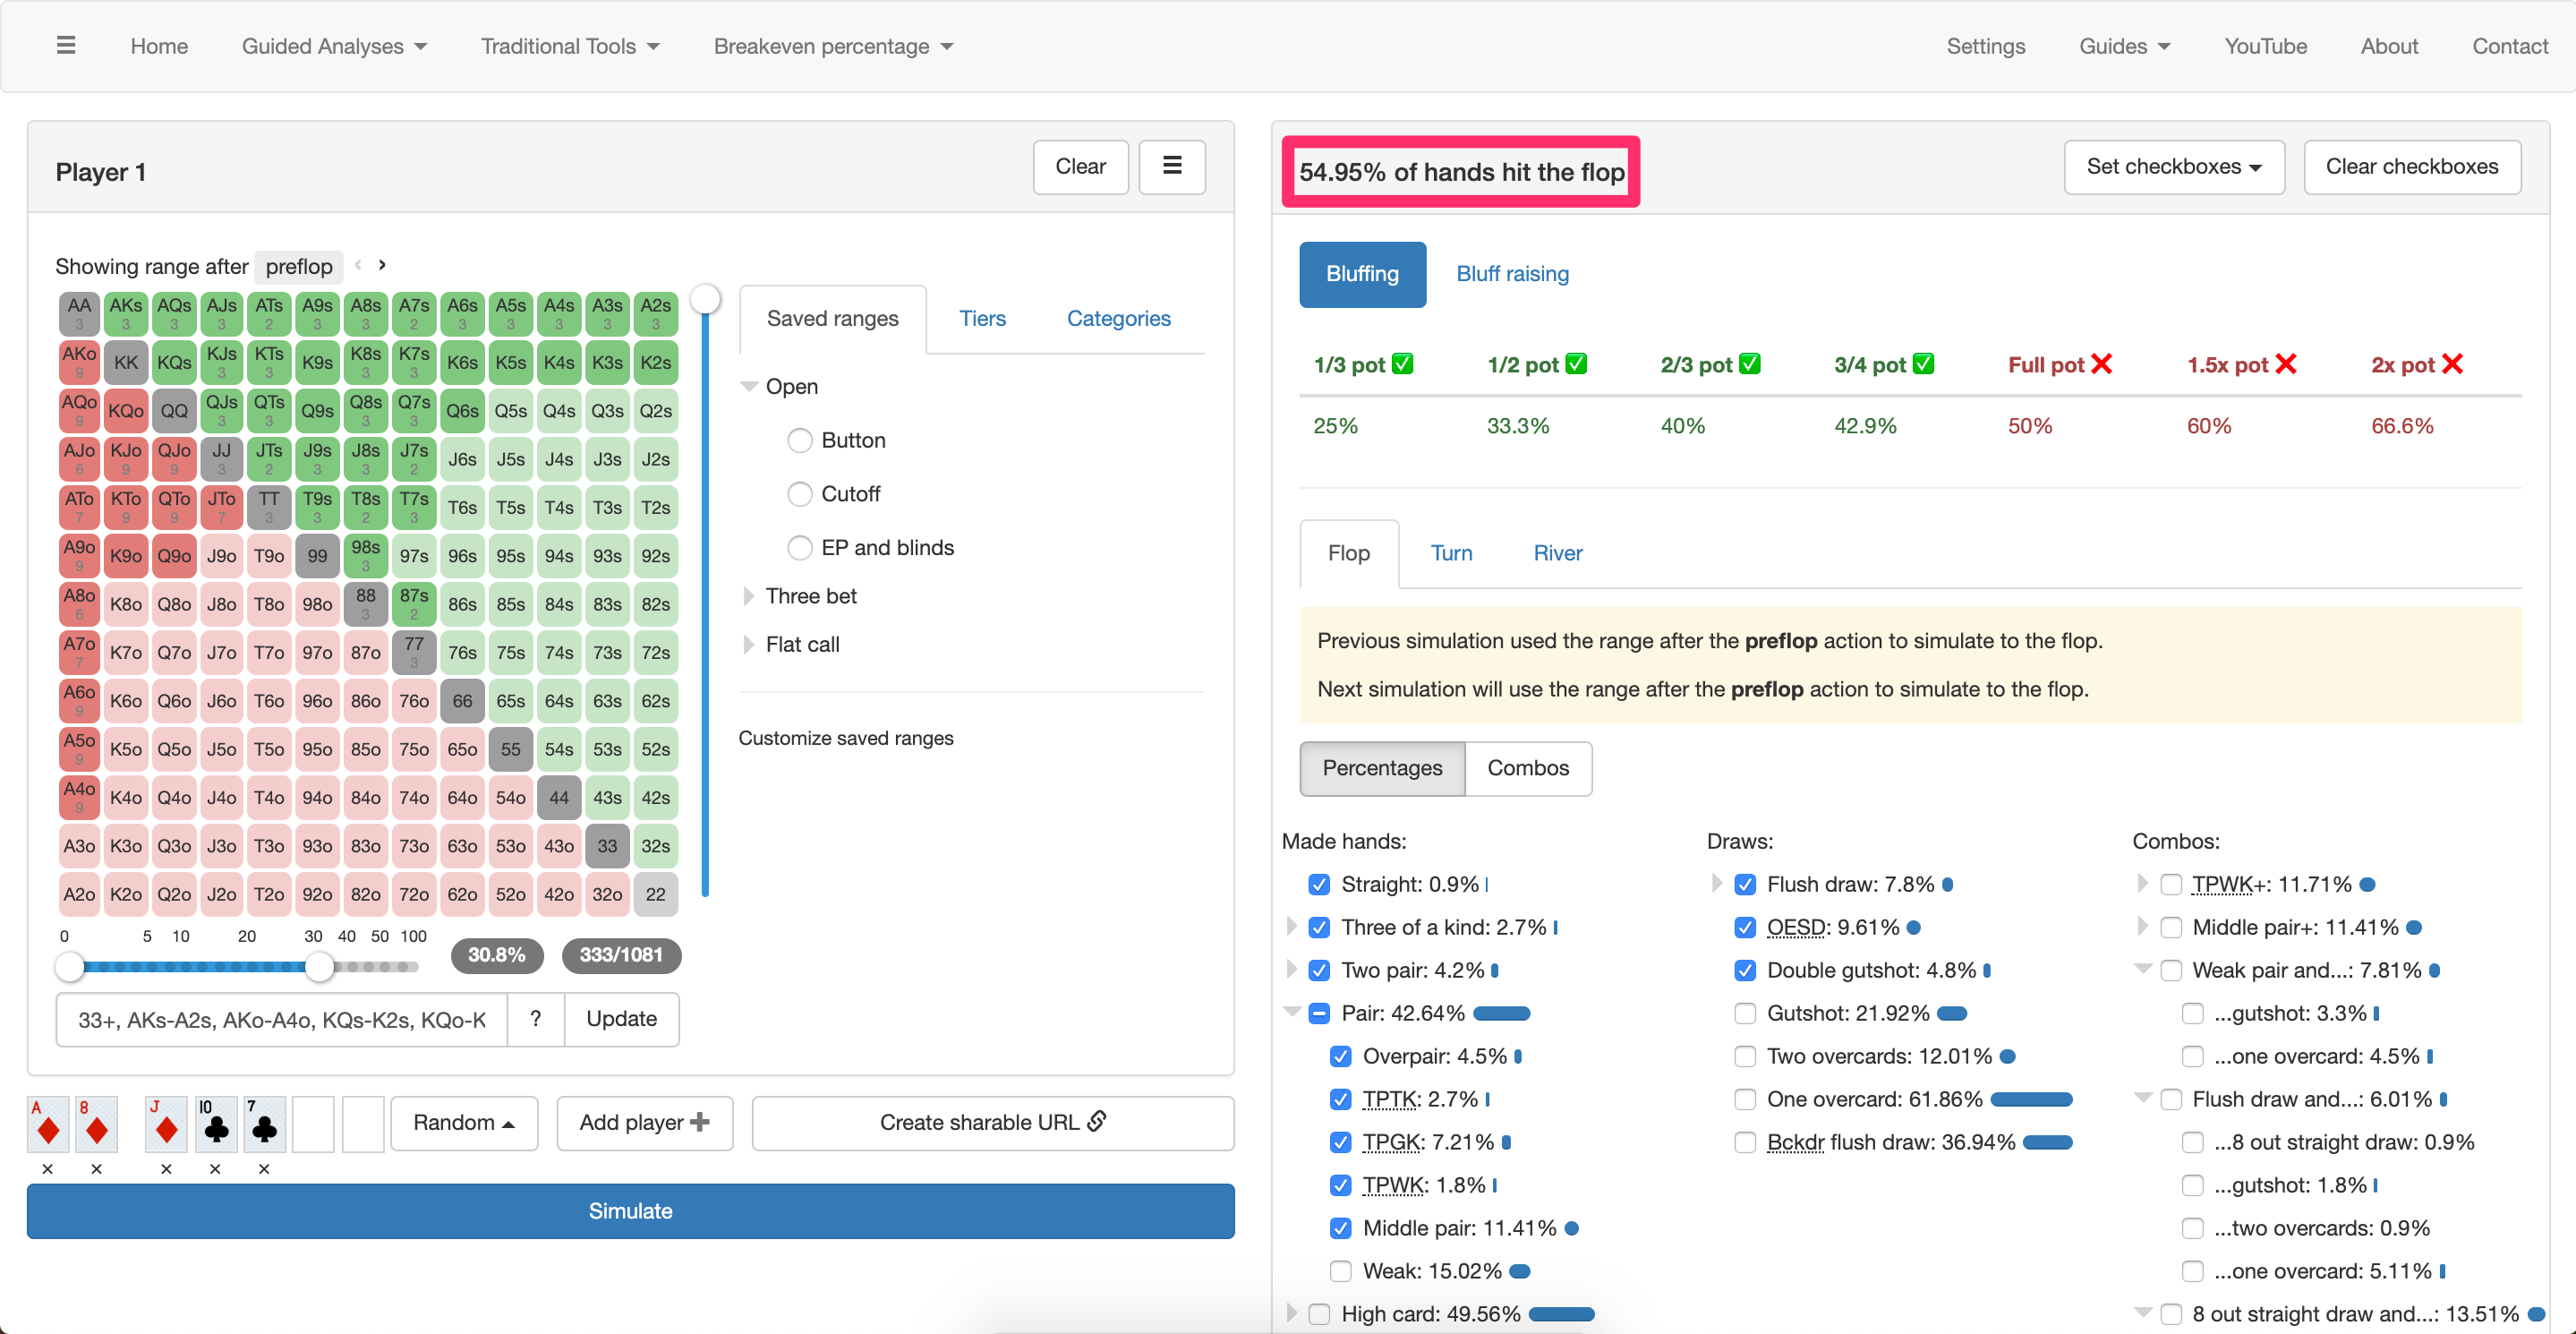 ☰ Home Guided Analyses Traditional Tools Breakeven percentage Settings Guides YouTube About Contact
Player 1
Clear
☰
Showing range after preflop ‹ ›
AA 3 AKs 3 AQs 3 AJs 3 ATs 2 A9s 3 A8s 3 A7s 2 A6s 3 A5s 3 A4s 3 A3s 3 A2s 3
AKo 9 KK KQs KJs 3 KTs 3 K9s K8s 3 K7s 3 K6s K5s K4s K3s K2s
AQo 9 KQo QQ QJs 3 QTs 3 Q9s Q8s 3 Q7s 3 Q6s Q5s Q4s Q3s Q2s
AJo 6 KJo 9 QJo 9 JJ 3 JTs 2 J9s 3 J8s 3 J7s 2 J6s J5s J4s J3s J2s
ATo 7 KTo 9 QTo 9 JTo 7 TT 3 T9s 3 T8s 2 T7s 3 T6s T5s T4s T3s T2s
A9o 9 K9o Q9o J9o T9o 99 98s 3 97s 96s 95s 94s 93s 92s
A8o 6 K8o Q8o J8o T8o 98o 88 3 87s 2 86s 85s 84s 83s 82s
A7o 7 K7o Q7o J7o T7o 97o 87o 77 3 76s 75s 74s 73s 72s
A6o 9 K6o Q6o J6o T6o 96o 86o 76o 66 65s 64s 63s 62s
A5o 9 K5o Q5o J5o T5o 95o 85o 75o 65o 55 54s 53s 52s
A4o 9 K4o Q4o J4o T4o 94o 84o 74o 64o 54o 44 43s 42s
A3o K3o Q3o J3o T3o 93o 83o 73o 63o 53o 43o 33 32s
A2o K2o Q2o J2o T2o 92o 82o 72o 62o 52o 42o 32o 22
0 5 10 20 30 40 50 100
30.8% 333/1081
33+, AKs-A2s, AKo-A4o, KQs-K2s, KQo-K ? Update
Saved ranges Tiers Categories
Open
Button
Cutoff
EP and blinds
Three bet
Flat call
Customize saved ranges
A♦ 8♦ J♦ 10♣ 7♣
× × × × ×
Random
Add player
Create sharable URL
Simulate
54.95% of hands hit the flop
Set checkboxes
Clear checkboxes
Bluffing Bluff raising
1/3 pot ✅ 1/2 pot ✅ 2/3 pot ✅ 3/4 pot ✅ Full pot ❌ 1.5x pot ❌ 2x pot ❌
25% 33.3% 40% 42.9% 50% 60% 66.6%
Flop Turn River
Previous simulation used the range after the preflop action to simulate to the flop.
Next simulation will use the range after the preflop action to simulate to the flop.
Percentages Combos
Made hands:
Straight: 0.9%
Three of a kind: 2.7%
Two pair: 4.2%
Pair: 42.64%
Overpair: 4.5%
TPTK: 2.7%
TPGK: 7.21%
TPWK: 1.8%
Middle pair: 11.41%
Weak: 15.02%
High card: 49.56%
Draws:
Flush draw: 7.8%
OESD: 9.61%
Double gutshot: 4.8%
Gutshot: 21.92%
Two overcards: 12.01%
One overcard: 61.86%
Bckdr flush draw: 36.94%
Combos:
TPWK+: 11.71%
Middle pair+: 11.41%
Weak pair and...: 7.81%
...gutshot: 3.3%
...one overcard: 4.5%
Flush draw and...: 6.01%
...8 out straight draw: 0.9%
...gutshot: 1.8%
...two overcards: 0.9%
...one overcard: 5.11%
8 out straight draw and...: 13.51%